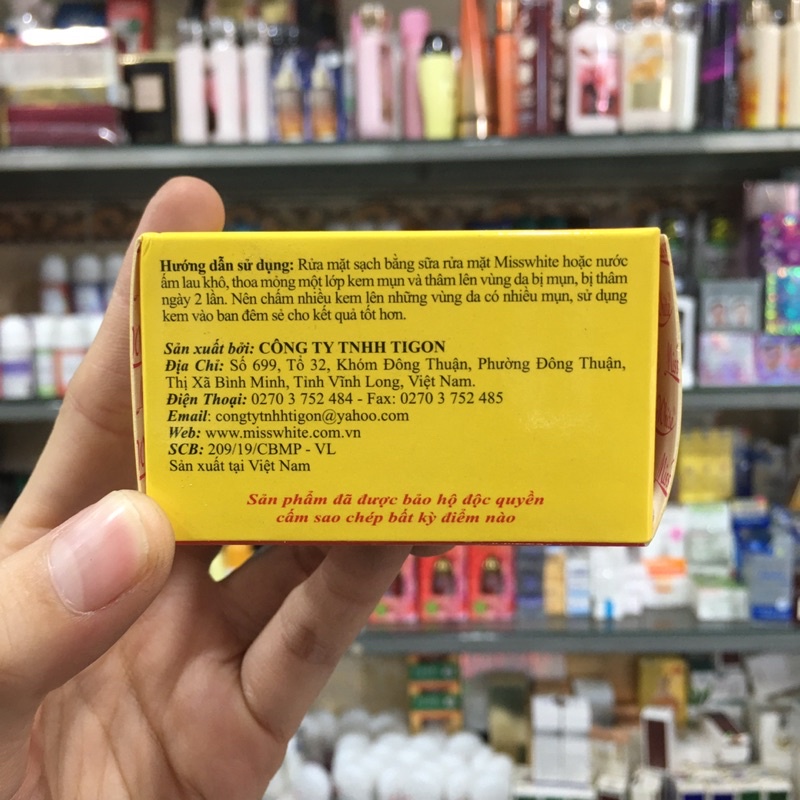 Hướng dẫn sử dụng: Rửa mặt sạch bằng sữa rửa mặt Misswhite hoặc nước
ấm lau khô, thoa mỏng một lớp kem mụn và thâm lên vùng da bị mụn, bị thâm
ngày 2 lần. Nên chấm nhiều kem lên những vùng da có nhiều mụn, sử dụng
kem vào ban đêm sẻ cho kết quả tốt hơn.
Sản xuất bởi: CÔNG TY TNHH TIGON
Địa Chỉ: Số 699, Tổ 32, Khóm Đông Thuận, Phường Đông Thuận,
Thị Xã Bình Minh, Tỉnh Vĩnh Long, Việt Nam.
Điện Thoại: 0270 3 752 484 - Fax: 0270 3 752 485
Email: congtytnhhtigon@yahoo.com
Web: www.misswhite.com.vn
SCB: 209/19/CBMP - VL
Sản xuất tại Việt Nam
Sản phẩm đã được bảo hộ độc quyền
cấm sao chép bất kỳ điểm nào